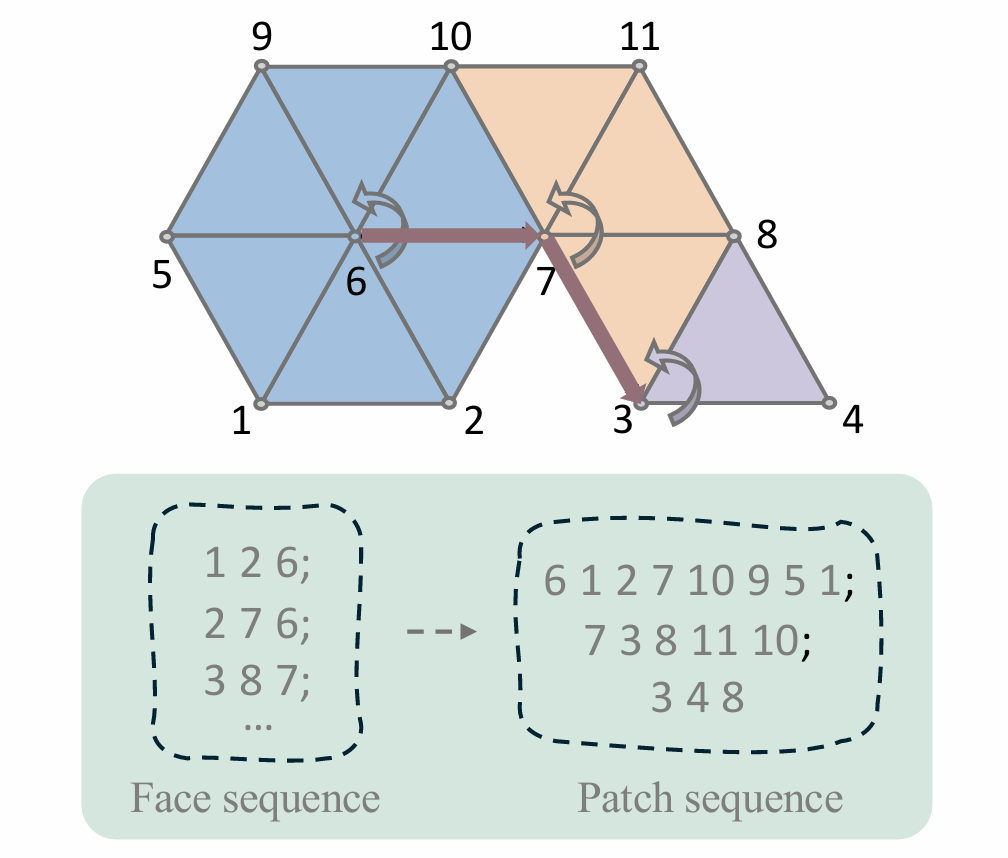 9 10 11
5 6 7 8
1 2 3 4
1 2 6;
2 7 6;
3 8 7;
...
6 1 2 7 10 9 5 1;
7 3 8 11 10;
3 4 8
Face sequence
Patch sequence